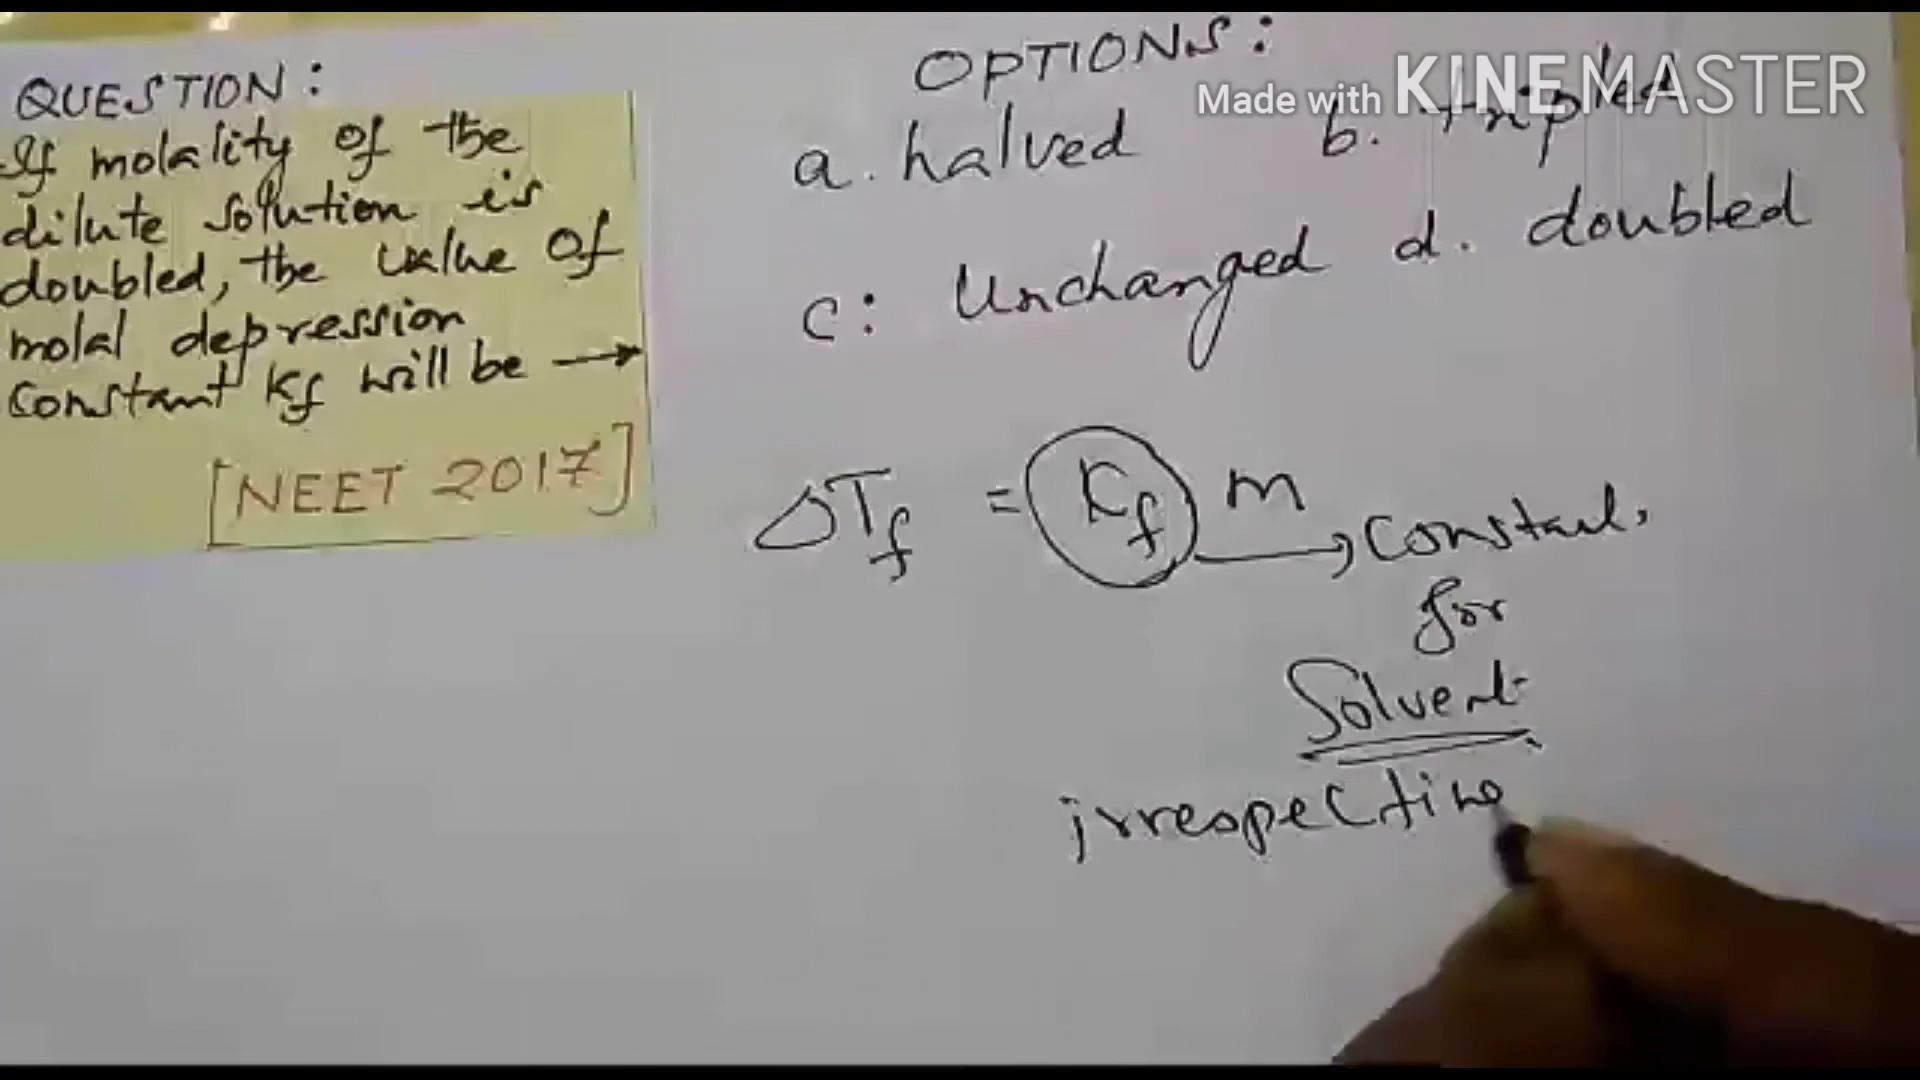 QUESTION:
If molality of the
dilute solution is
doubled, the value of
molal depression
constant Kf will be →
[NEET 2017]
OPTIONS:
Made with KINEMASTER
a. halved b. tripled
c: Unchanged d. doubled
ΔTf = Kf m
→ Constant
for
Solvent
irrespective